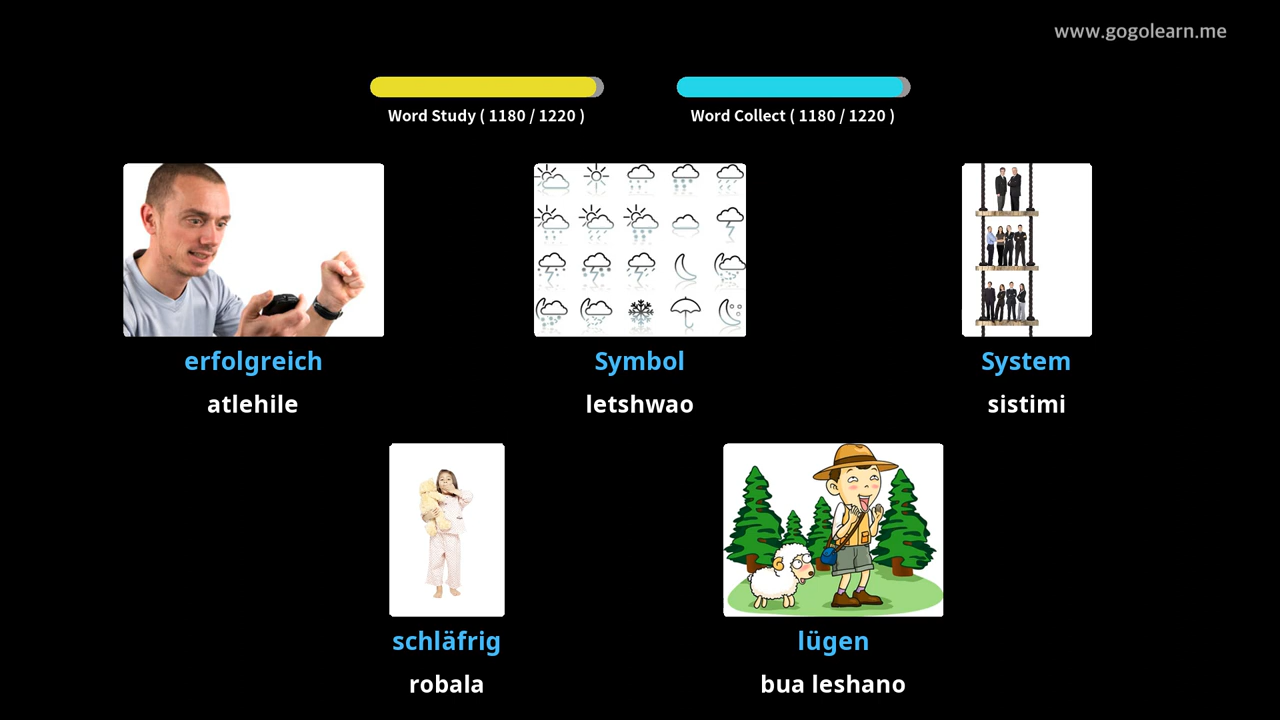 www.gogolearn.me
Word Study ( 1180 / 1220 )
Word Collect ( 1180 / 1220 )
erfolgreich
atlehile
Symbol
letshwao
System
sistimi
schläfrig
robala
lügen
bua leshano